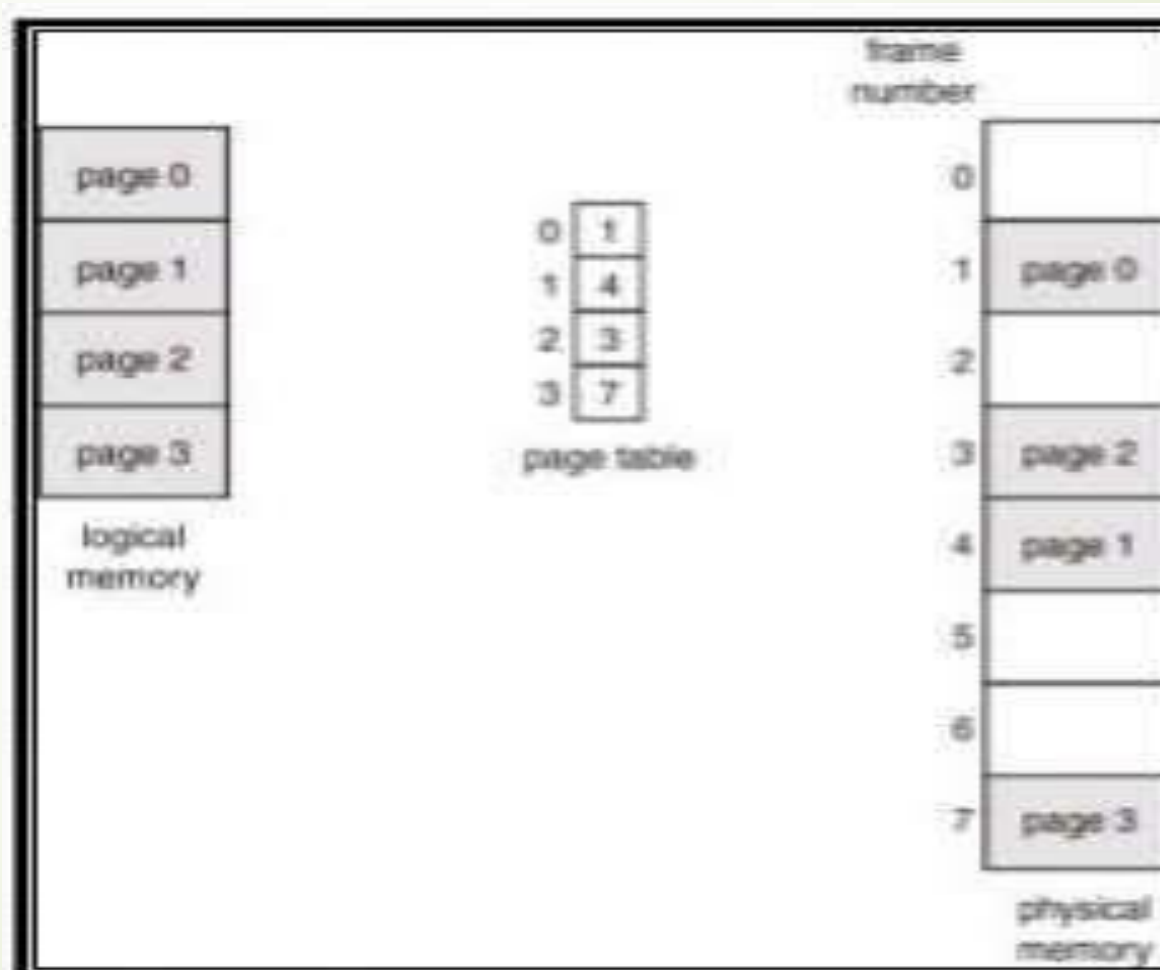 page 0
page 1
page 2
page 3
logical
memory
0 1
1 4
2 3
3 7
page table
frame
number
0
1 page 0
2
3 page 2
4 page 1
5
6
7 page 3
physical
memory